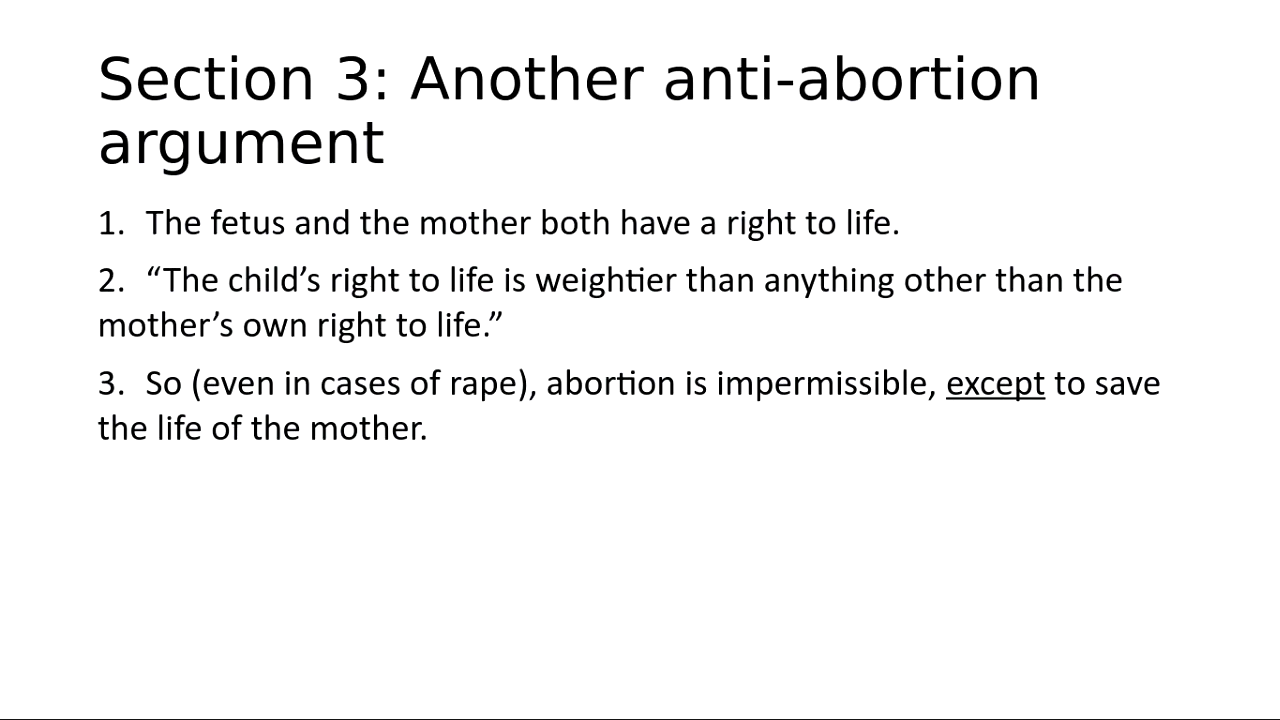 Section 3: Another anti-abortion
argument
1. The fetus and the mother both have a right to life.
2. “The child’s right to life is weightier than anything other than the
mother’s own right to life.”
3. So (even in cases of rape), abortion is impermissible, except to save
the life of the mother.